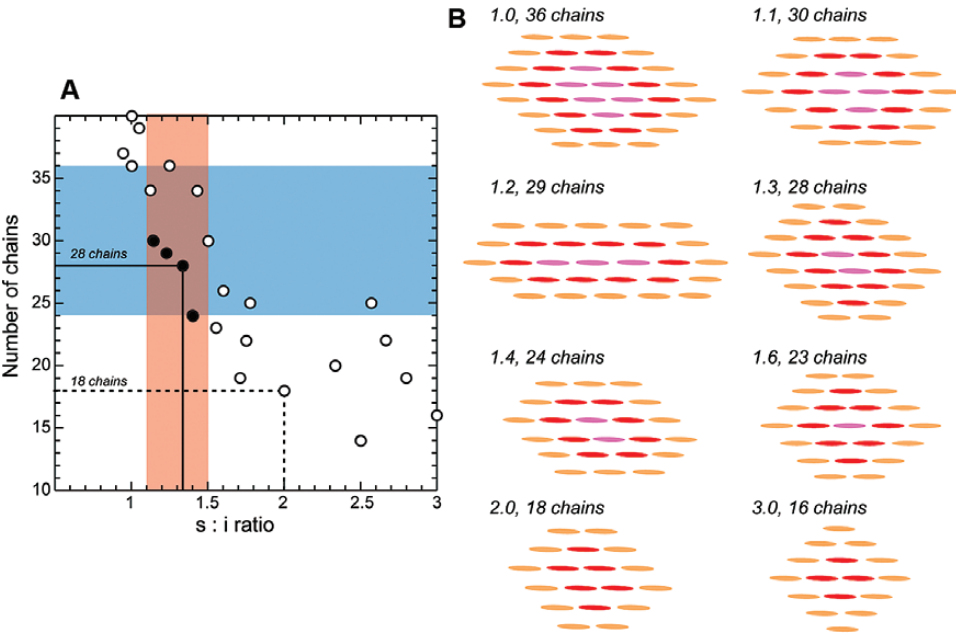 A
Number of chains
35
30
25
20
15
10
28 chains
18 chains
1
1.5
2
2.5
3
s : i ratio
B
1.0, 36 chains
1.1, 30 chains
1.2, 29 chains
1.3, 28 chains
1.4, 24 chains
1.6, 23 chains
2.0, 18 chains
3.0, 16 chains